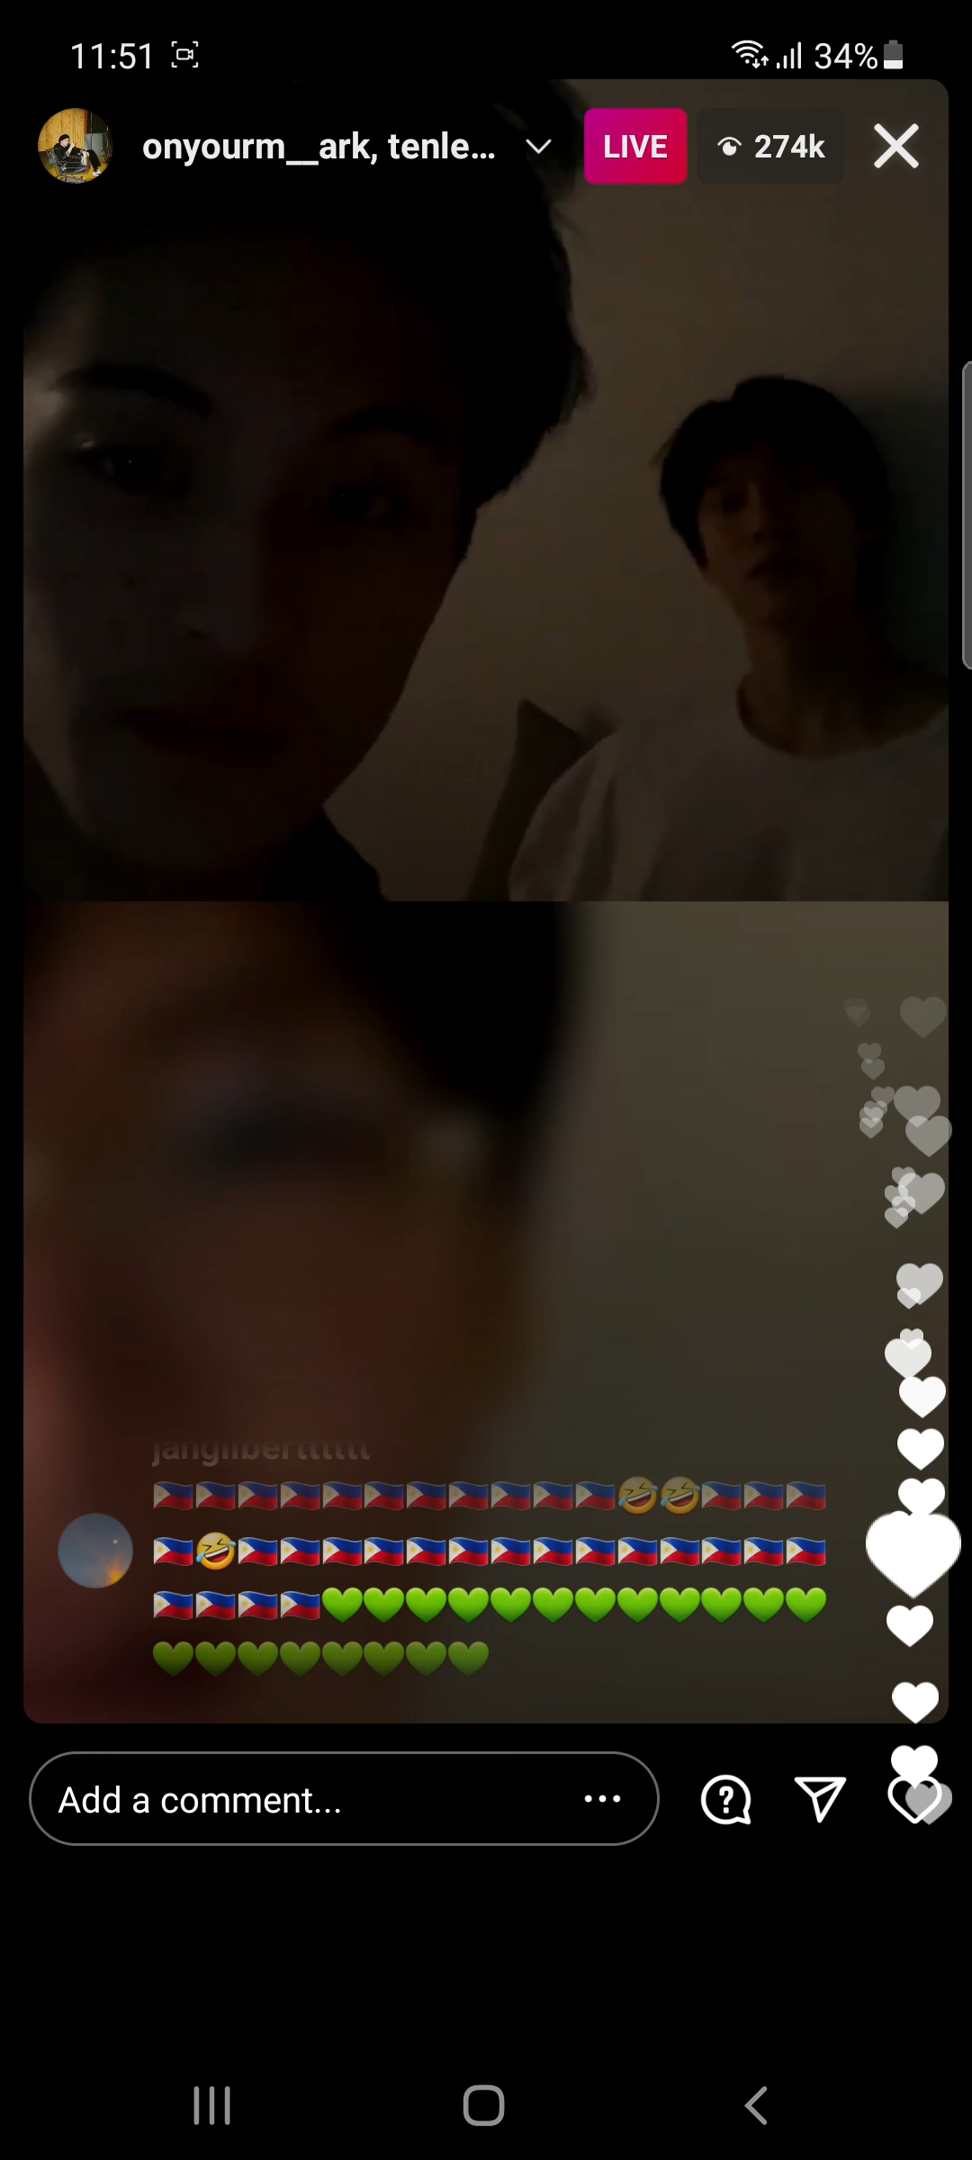 11:51
34%
onyourm__ark, tenle...
LIVE
274k
🇵🇭🇵🇭🇵🇭🇵🇭🇵🇭🇵🇭🇵🇭🇵🇭🇵🇭🇵🇭🇵🇭🤣🤣🇵🇭🇵🇭🇵🇭
🇵🇭🤣🇵🇭🇵🇭🇵🇭🇵🇭🇵🇭🇵🇭🇵🇭🇵🇭🇵🇭🇵🇭🇵🇭🇵🇭🇵🇭🇵🇭
🇵🇭🇵🇭🇵🇭🇵🇭💚💚💚💚💚💚💚💚💚💚💚💚
💚💚💚💚💚💚💚💚
Add a comment...